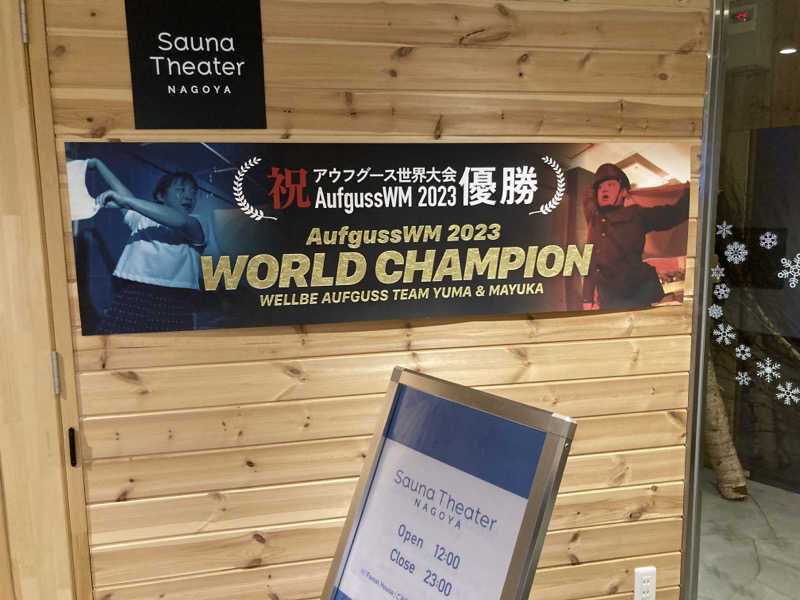 Sauna
Theater
NAGOYA
祝 アウフグース世界大会 優勝
AufgussWM 2023
AufgussWM 2023
WORLD CHAMPION
WELLBE AUFGUSS TEAM YUMA & MAYUKA
Sauna Theater
NAGOYA
Open 12:00
Close 23:00